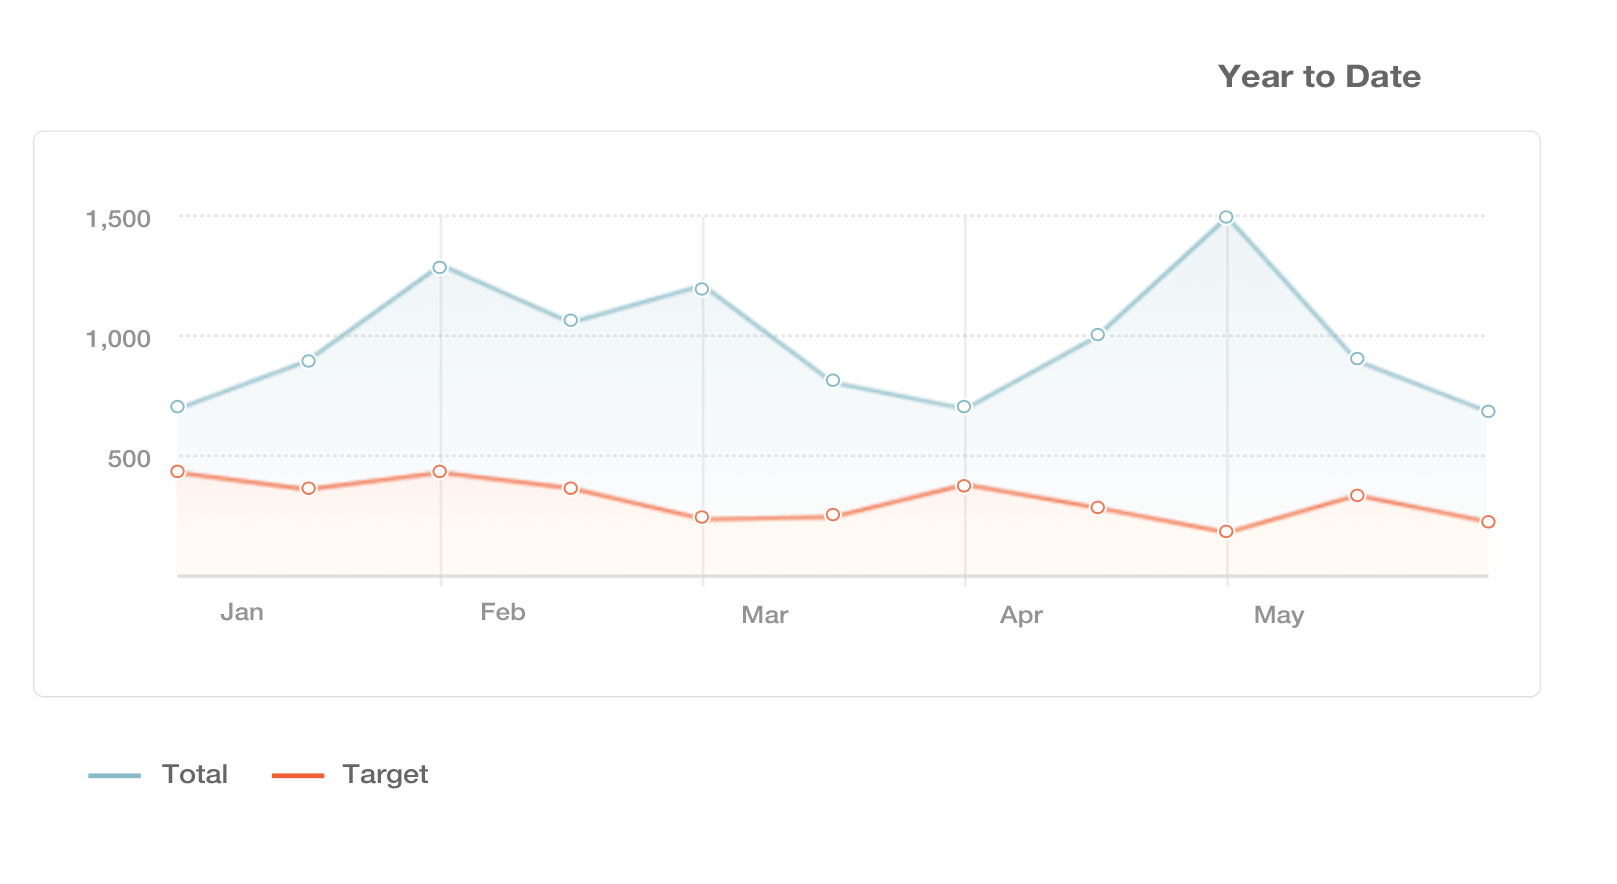 Year to Date
1,500
1,000
500
Jan Feb Mar Apr May
Total Target